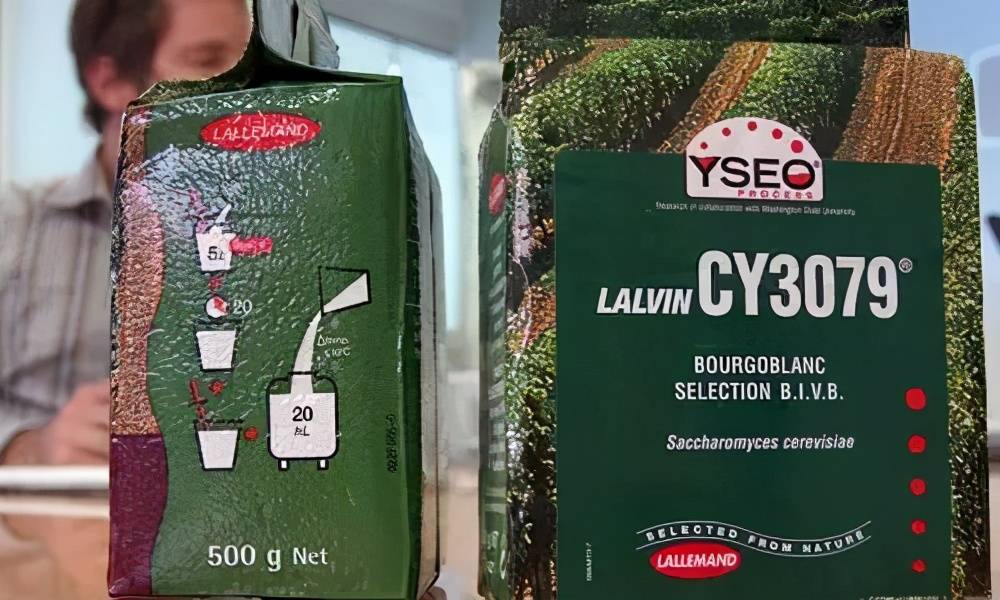 LALLEMAND
5L
20
20
500 g Net
YSEO
PROCESS
LALVIN CY3079®
BOURGOBLANC
SELECTION B.I.V.B.
Saccharomyces cerevisiae
SELECTED FROM NATURE
LALLEMAND